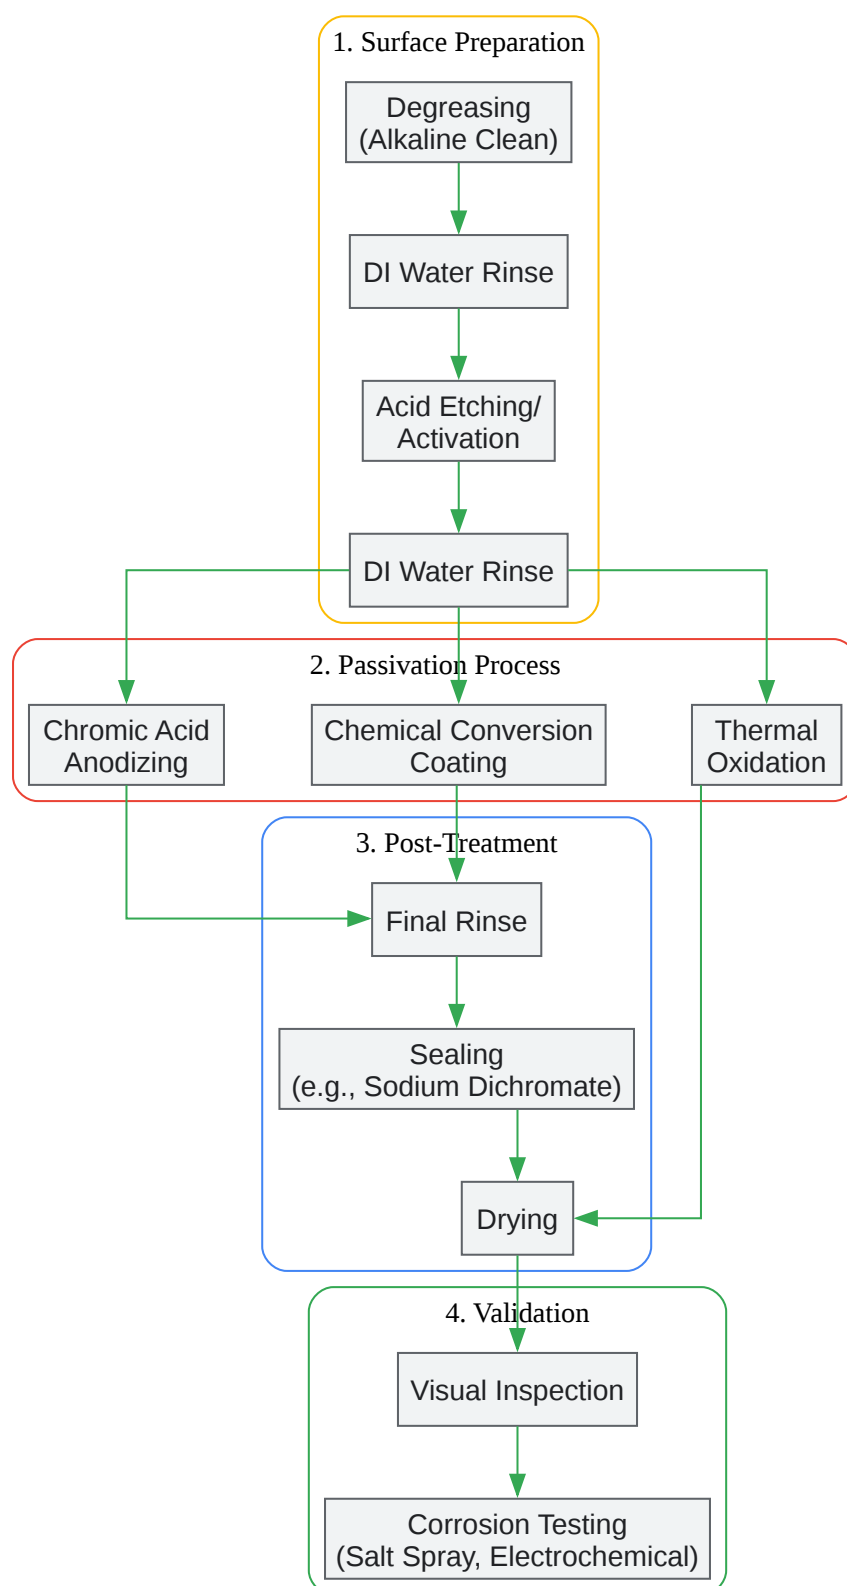 1. Surface Preparation
Degreasing
(Alkaline Clean)
DI Water Rinse
Acid Etching/
Activation
DI Water Rinse
2. Passivation Process
Chromic Acid
Anodizing
Chemical Conversion
Coating
Thermal
Oxidation
3. Post-Treatment
Final Rinse
Sealing
(e.g., Sodium Dichromate)
Drying
4. Validation
Visual Inspection
Corrosion Testing
(Salt Spray, Electrochemical)